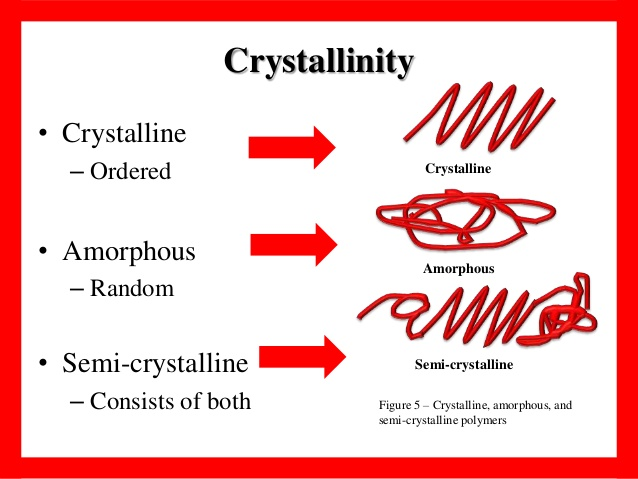 Crystallinity
• Crystalline
– Ordered
Crystalline
• Amorphous
– Random
Amorphous
• Semi-crystalline
– Consists of both
Semi-crystalline
Figure 5 – Crystalline, amorphous, and
semi-crystalline polymers